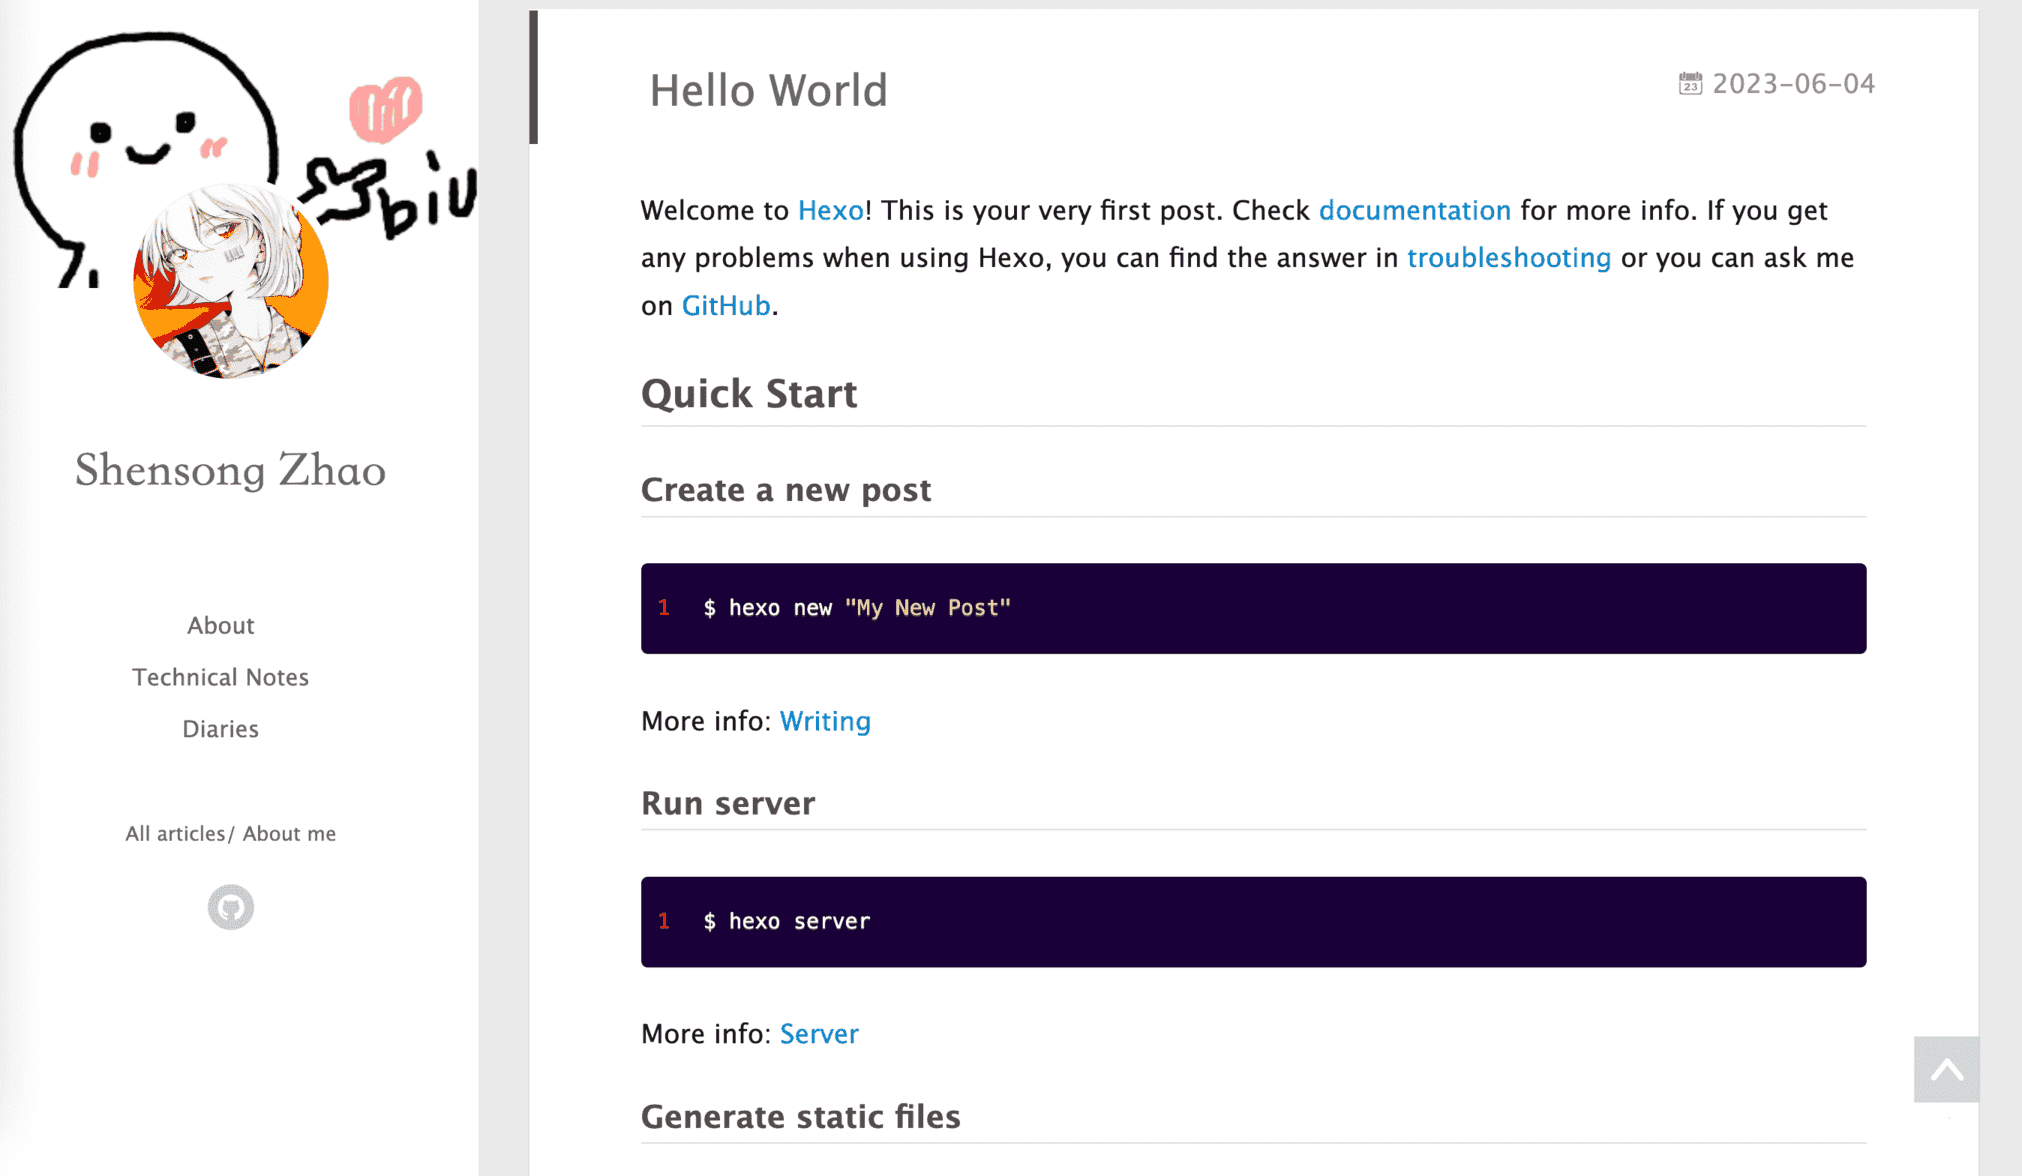 biu
Shensong Zhao
About
Technical Notes
Diaries
All articles/ About me
Hello World
23
2023-06-04
Welcome to Hexo! This is your very first post. Check documentation for more info. If you get
any problems when using Hexo, you can find the answer in troubleshooting or you can ask me
on GitHub.
Quick Start
Create a new post
1 $ hexo new "My New Post"
More info: Writing
Run server
1 $ hexo server
More info: Server
Generate static files